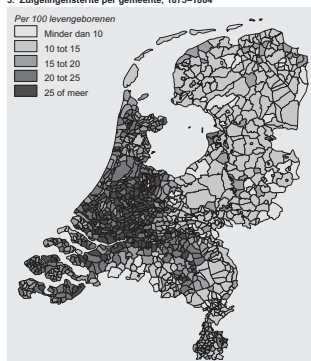 3. Zuigelingensterfte per gemeente, 1875–1884
Per 100 levengeborenen
Minder dan 10
10 tot 15
15 tot 20
20 tot 25
25 of meer